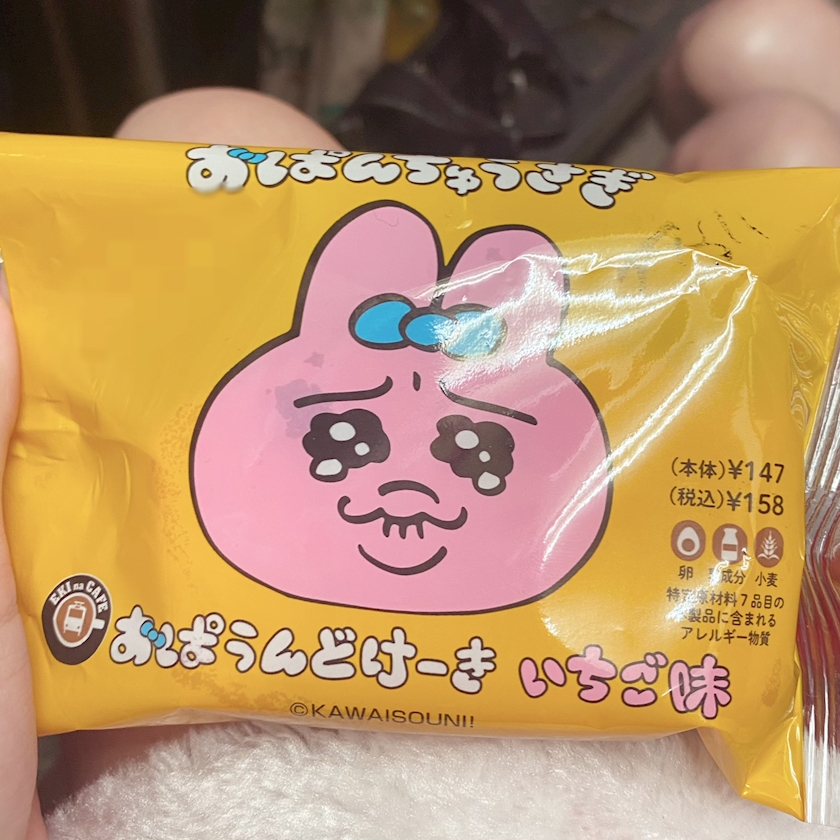 おぱんちゅうさぎ
(本体)¥147
(税込)¥158
卵 成分 小麦
特定原材料7品目の
製品に含まれる
アレルギー物質
EKI na CAFE
おぱうんどけーき いちご味
©KAWAISOUNI!